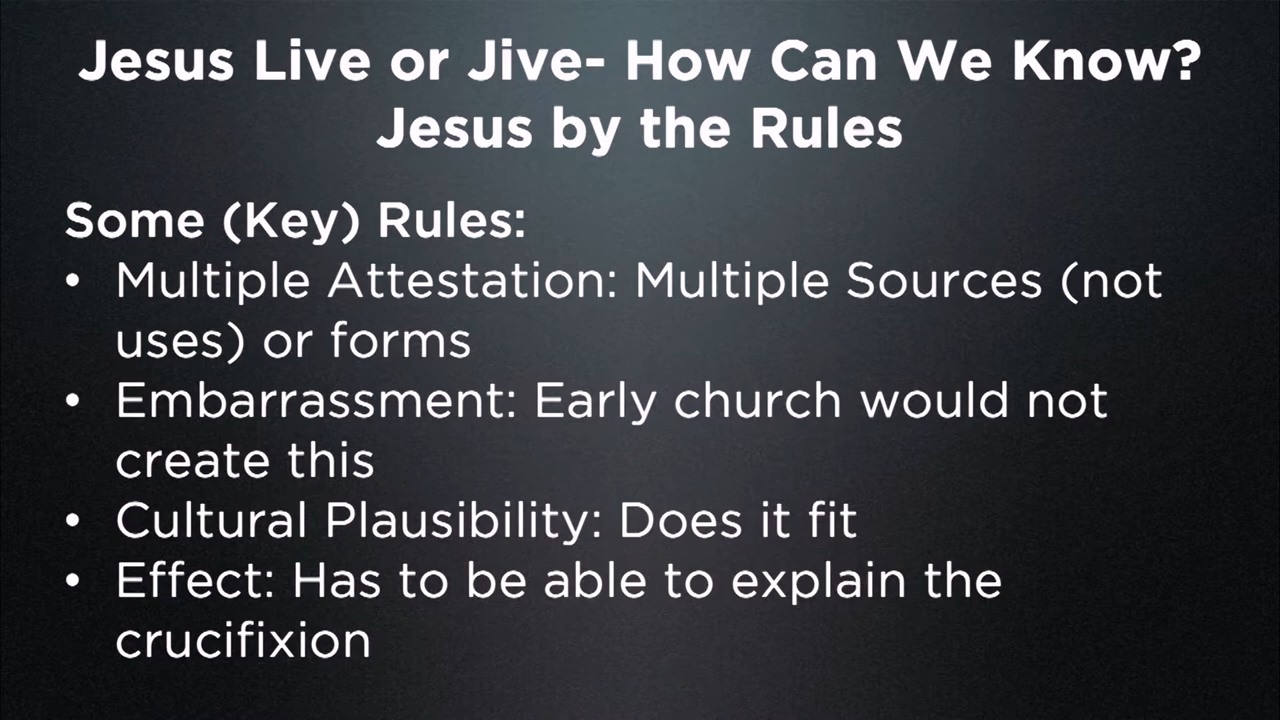 Jesus Live or Jive- How Can We Know?
Jesus by the Rules
Some (Key) Rules:
• Multiple Attestation: Multiple Sources (not
uses) or forms
• Embarrassment: Early church would not
create this
• Cultural Plausibility: Does it fit
• Effect: Has to be able to explain the
crucifixion